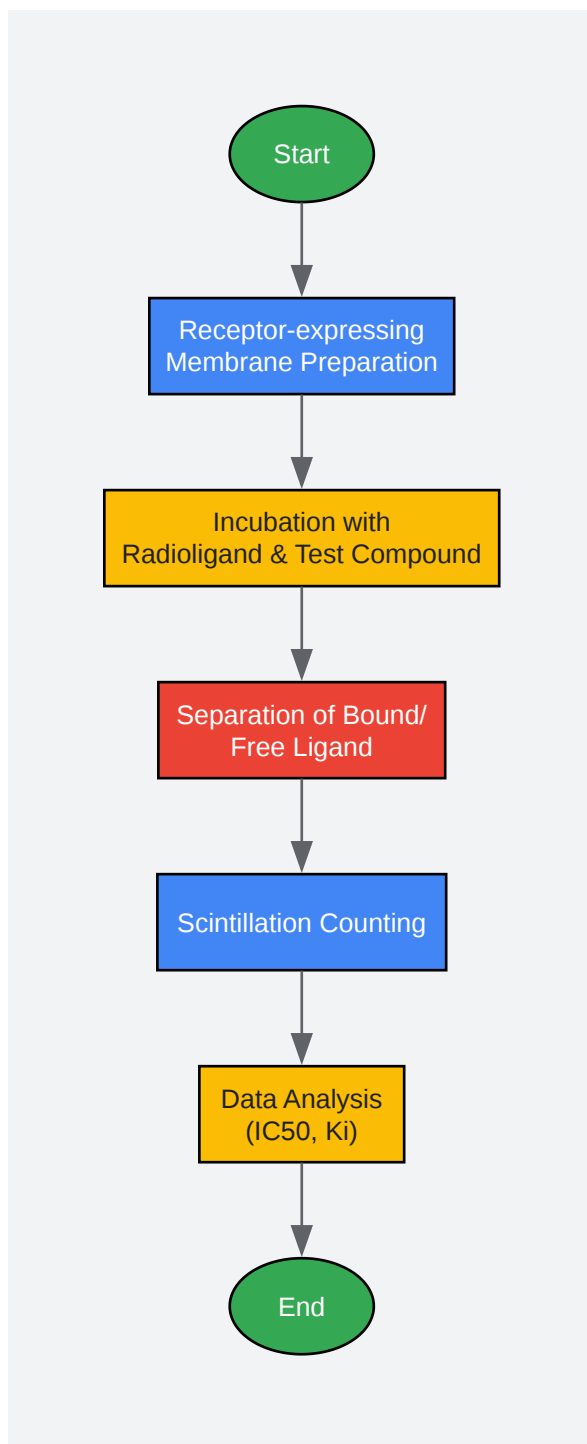 Start
Receptor-expressing
Membrane Preparation
Incubation with
Radioligand & Test Compound
Separation of Bound/
Free Ligand
Scintillation Counting
Data Analysis
(IC50, Ki)
End